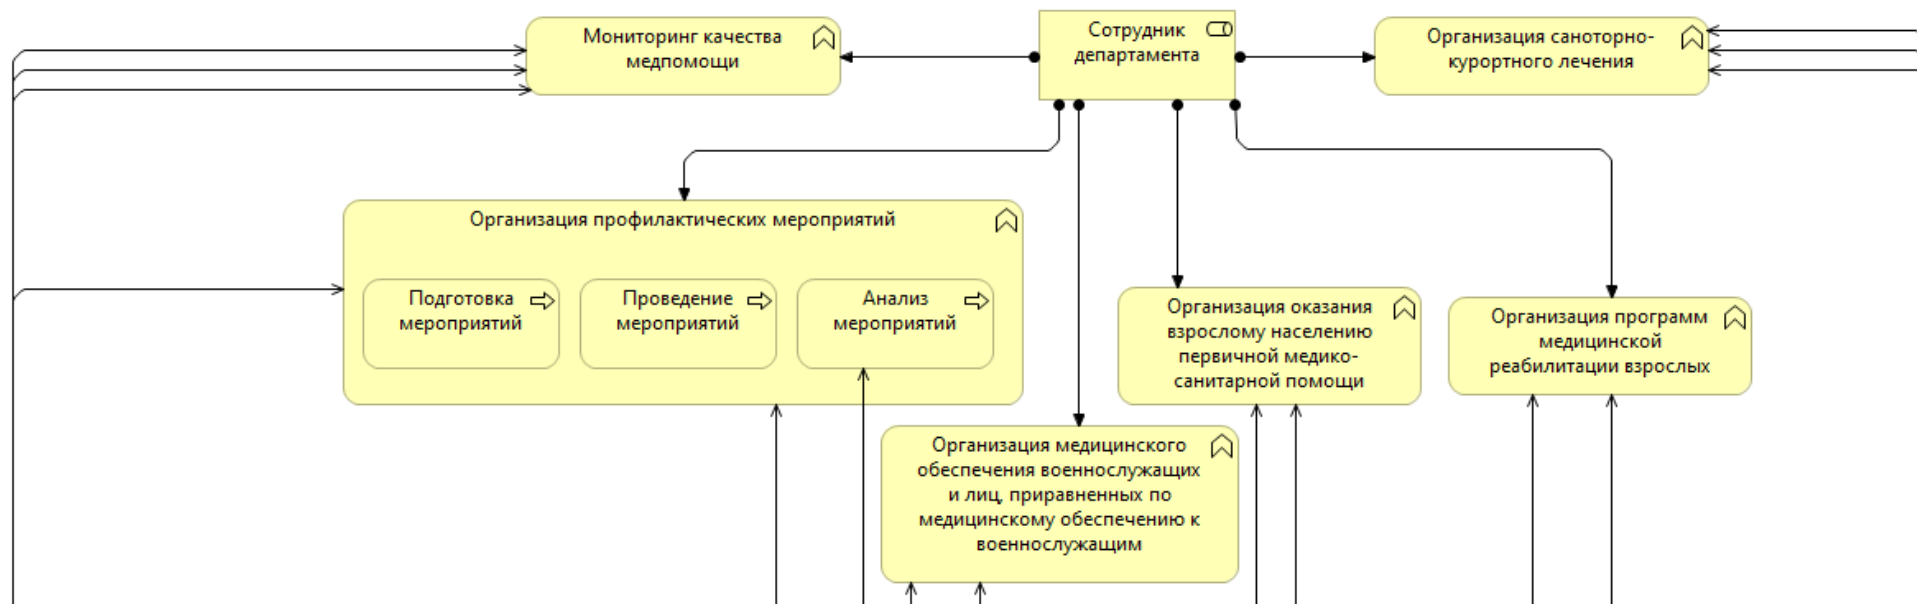 Мониторинг качества
медпомощи
Сотрудник
департамента
Организация саноторно-
курортного лечения
Организация профилактических мероприятий
Подготовка
мероприятий
Проведение
мероприятий
Анализ
мероприятий
Организация оказания
взрослому населению
первичной медико-
санитарной помощи
Организация программ
медицинской
реабилитации взрослых
Организация медицинского
обеспечения военнослужащих
и лиц, приравненных по
медицинскому обеспечению к
военнослужащим